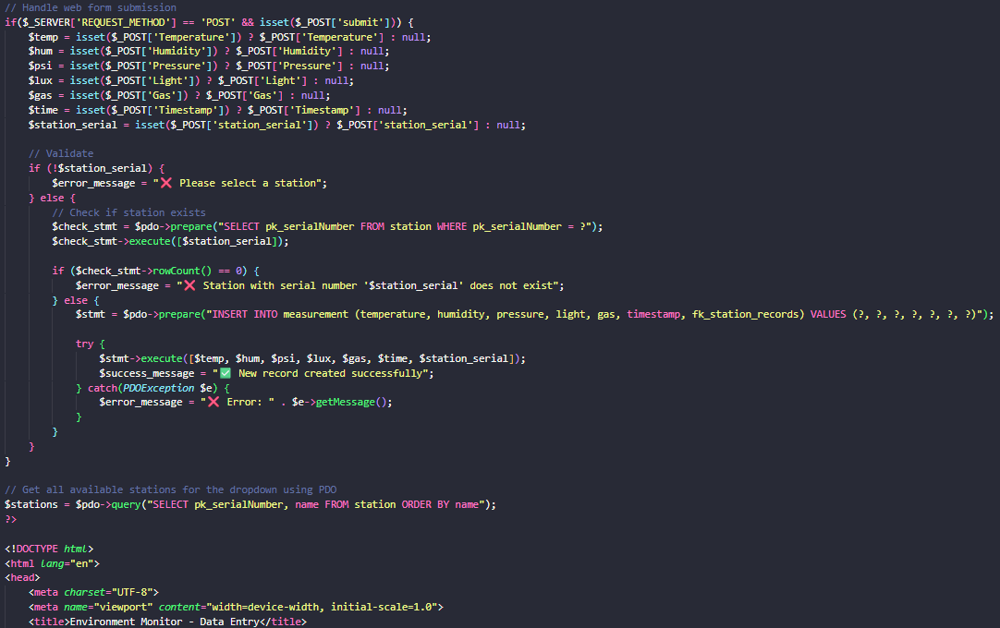 // Handle web form submission
if($_SERVER['REQUEST_METHOD'] == 'POST' && isset($_POST['submit'])) {
    $temp = isset($_POST['Temperature']) ? $_POST['Temperature'] : null;
    $hum = isset($_POST['Humidity']) ? $_POST['Humidity'] : null;
    $psi = isset($_POST['Pressure']) ? $_POST['Pressure'] : null;
    $lux = isset($_POST['Light']) ? $_POST['Light'] : null;
    $gas = isset($_POST['Gas']) ? $_POST['Gas'] : null;
    $time = isset($_POST['Timestamp']) ? $_POST['Timestamp'] : null;
    $station_serial = isset($_POST['station_serial']) ? $_POST['station_serial'] : null;

    // Validate
    if (!$station_serial) {
        $error_message = "❌ Please select a station";
    } else {
        // Check if station exists
        $check_stmt = $pdo->prepare("SELECT pk_serialNumber FROM station WHERE pk_serialNumber = ?");
        $check_stmt->execute([$station_serial]);

        if ($check_stmt->rowCount() == 0) {
            $error_message = "❌ Station with serial number '$station_serial' does not exist";
        } else {
            $stmt = $pdo->prepare("INSERT INTO measurement (temperature, humidity, pressure, light, gas, timestamp, fk_station_records) VALUES (?, ?, ?, ?, ?, ?, ?)");

            try {
                $stmt->execute([$temp, $hum, $psi, $lux, $gas, $time, $station_serial]);
                $success_message = "✅ New record created successfully";
            } catch(PDOException $e) {
                $error_message = "❌ Error: " . $e->getMessage();
            }
        }
    }
}

// Get all available stations for the dropdown using PDO
$stations = $pdo->query("SELECT pk_serialNumber, name FROM station ORDER BY name");
?>

<!DOCTYPE html>
<html lang="en">
<head>
    <meta charset="UTF-8">
    <meta name="viewport" content="width=device-width, initial-scale=1.0">
    <title>Environment Monitor - Data Entry</title>